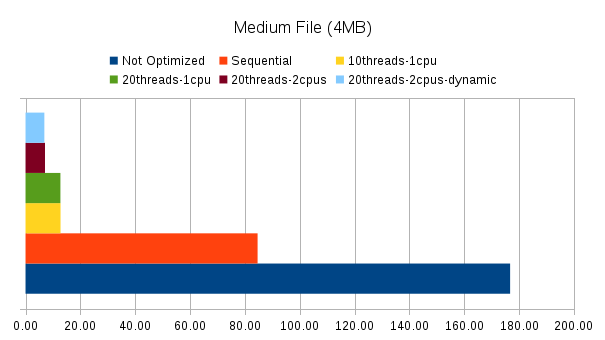 Medium File (4MB)
Not Optimized Sequential 10threads-1cpu
20threads-1cpu 20threads-2cpus 20threads-2cpus-dynamic
0.00 20.00 40.00 60.00 80.00 100.00 120.00 140.00 160.00 180.00 200.00